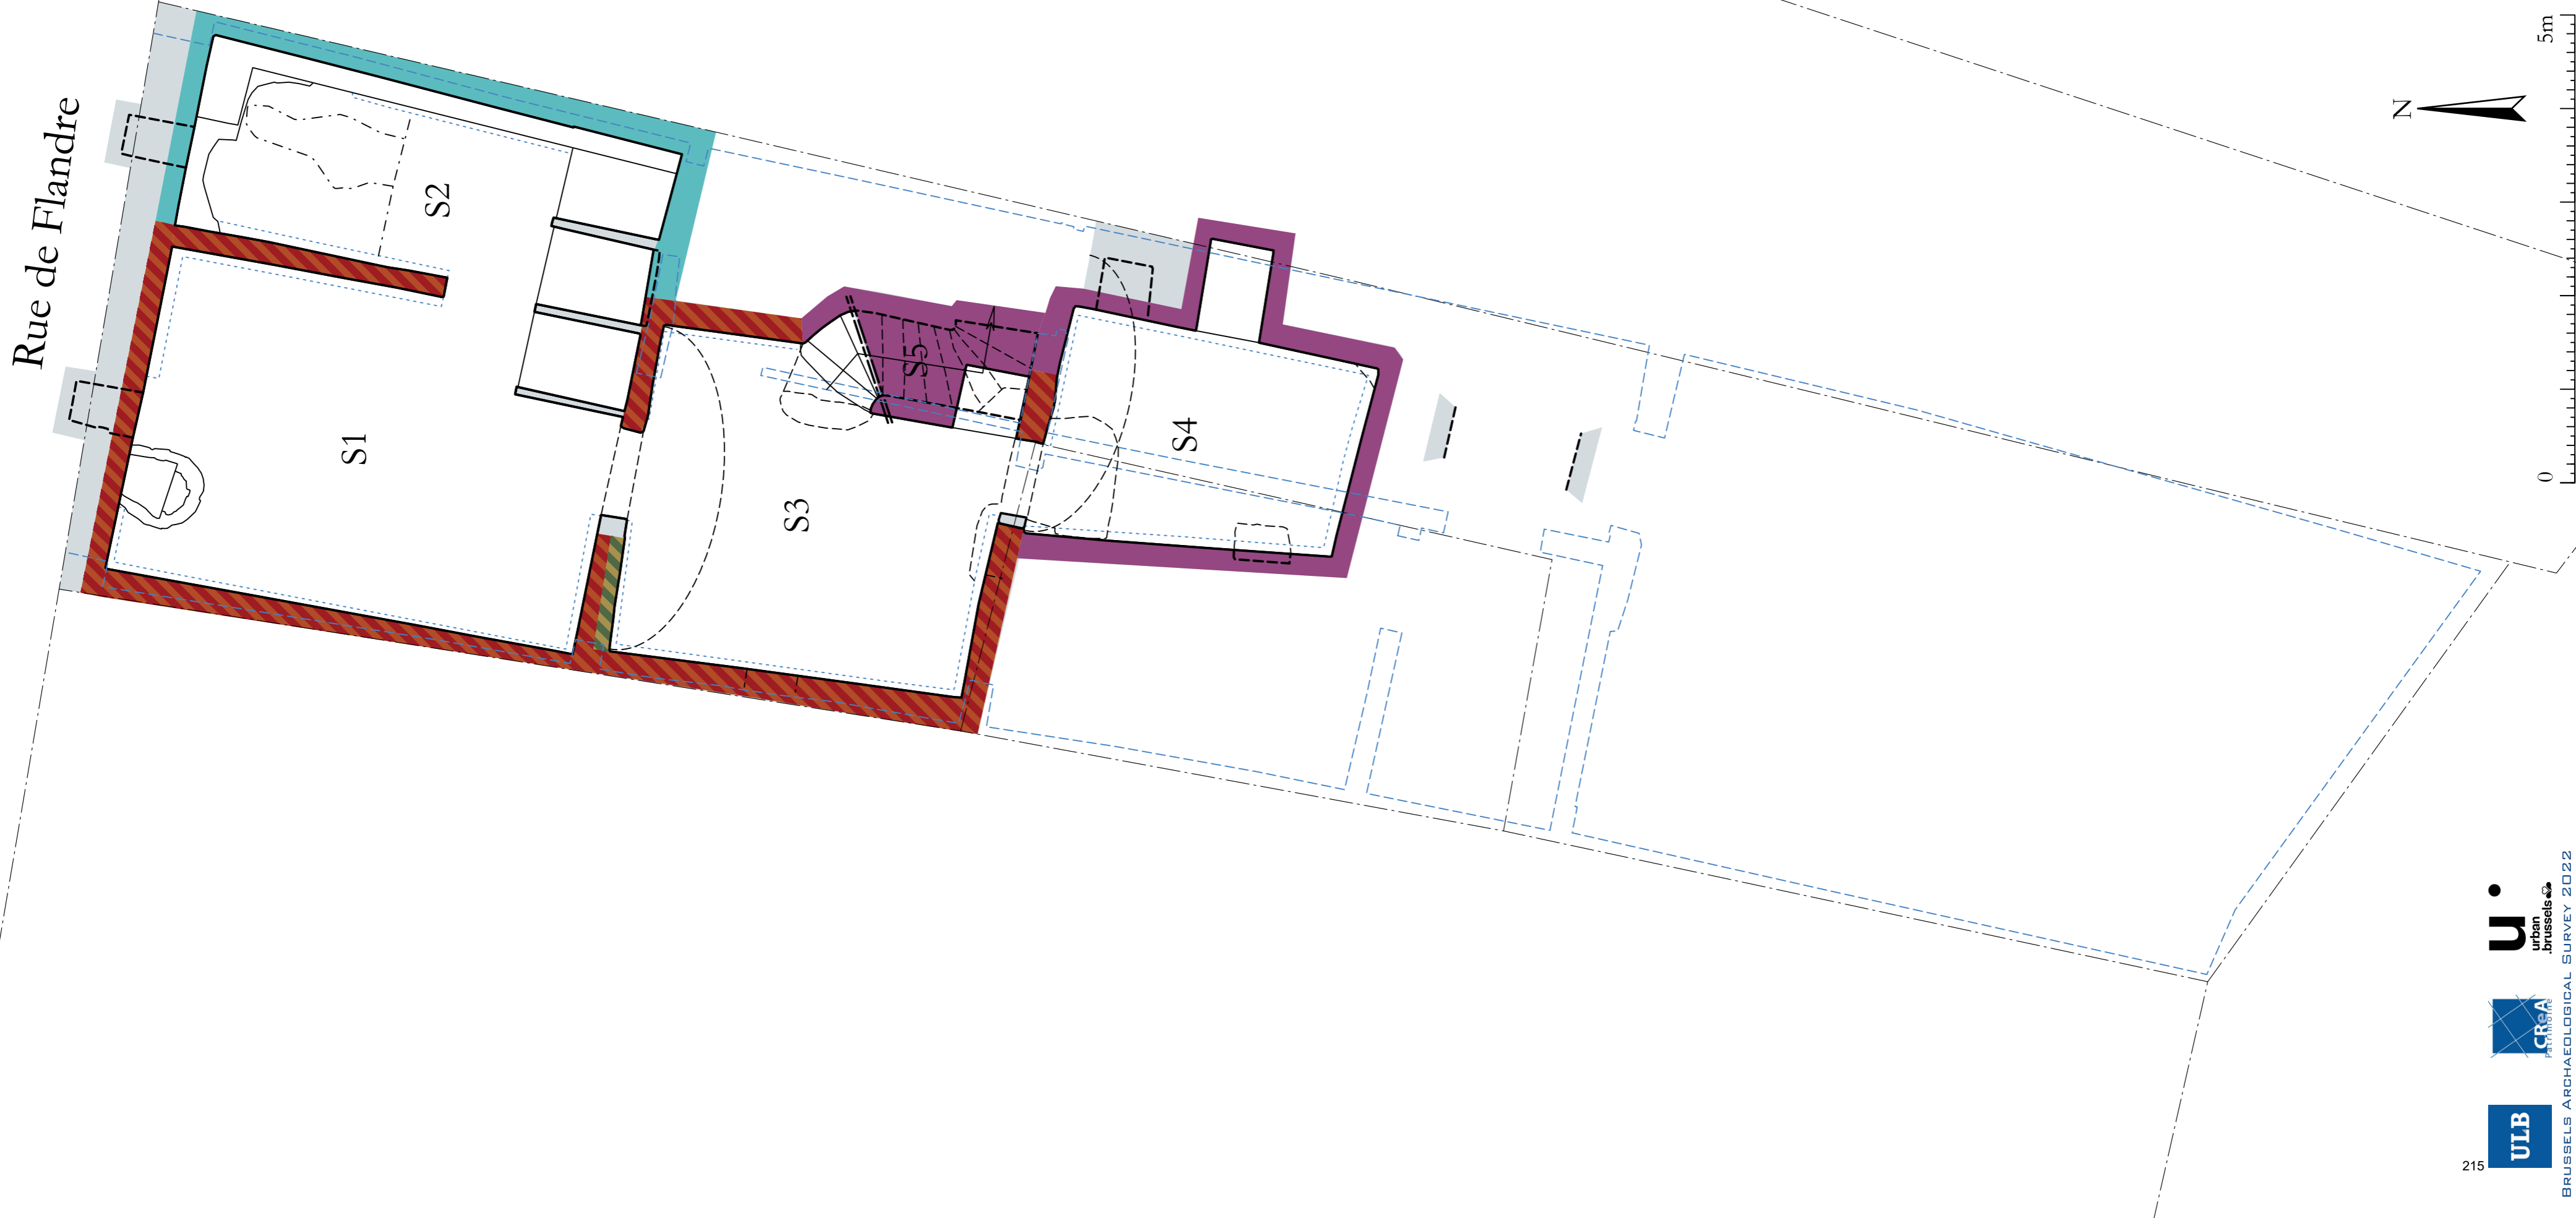 Rue de Flandre
S1
S2
S3
S4
S5
N
0
5m
215
ULB
CReA
Patrimoine
u.
urban
.brussels
Brussels Archaeological Survey 2022